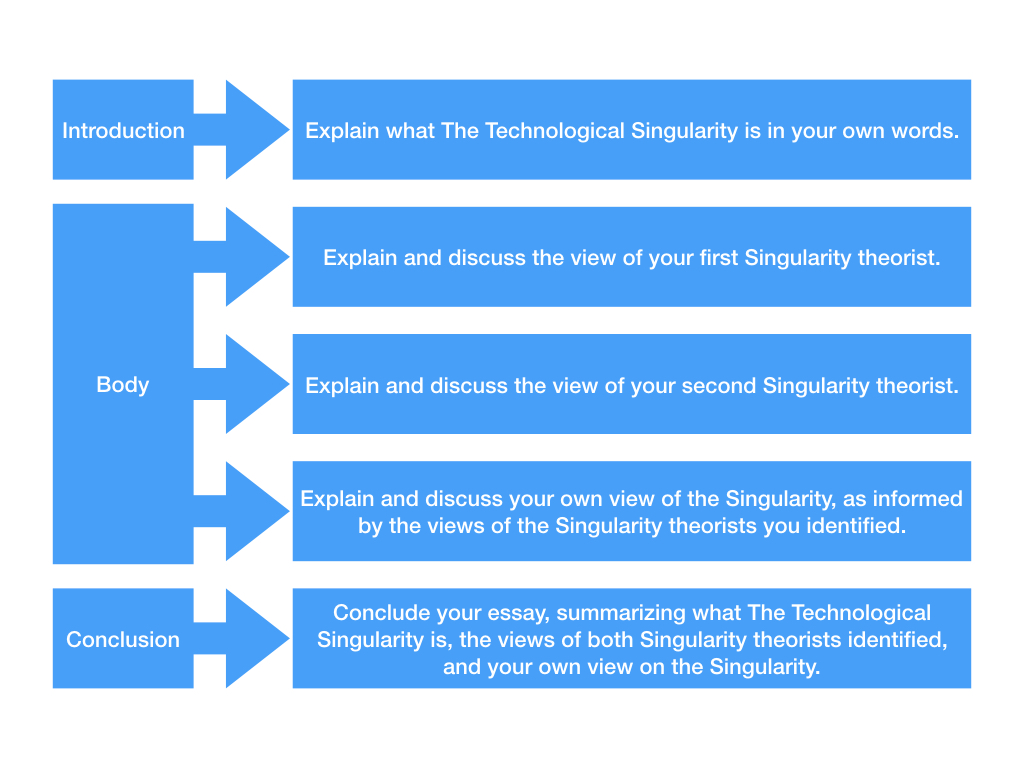 Introduction
Explain what The Technological Singularity is in your own words.
Body
Explain and discuss the view of your first Singularity theorist.
Explain and discuss the view of your second Singularity theorist.
Explain and discuss your own view of the Singularity, as informed
by the views of the Singularity theorists you identified.
Conclusion
Conclude your essay, summarizing what The Technological
Singularity is, the views of both Singularity theorists identified,
and your own view on the Singularity.